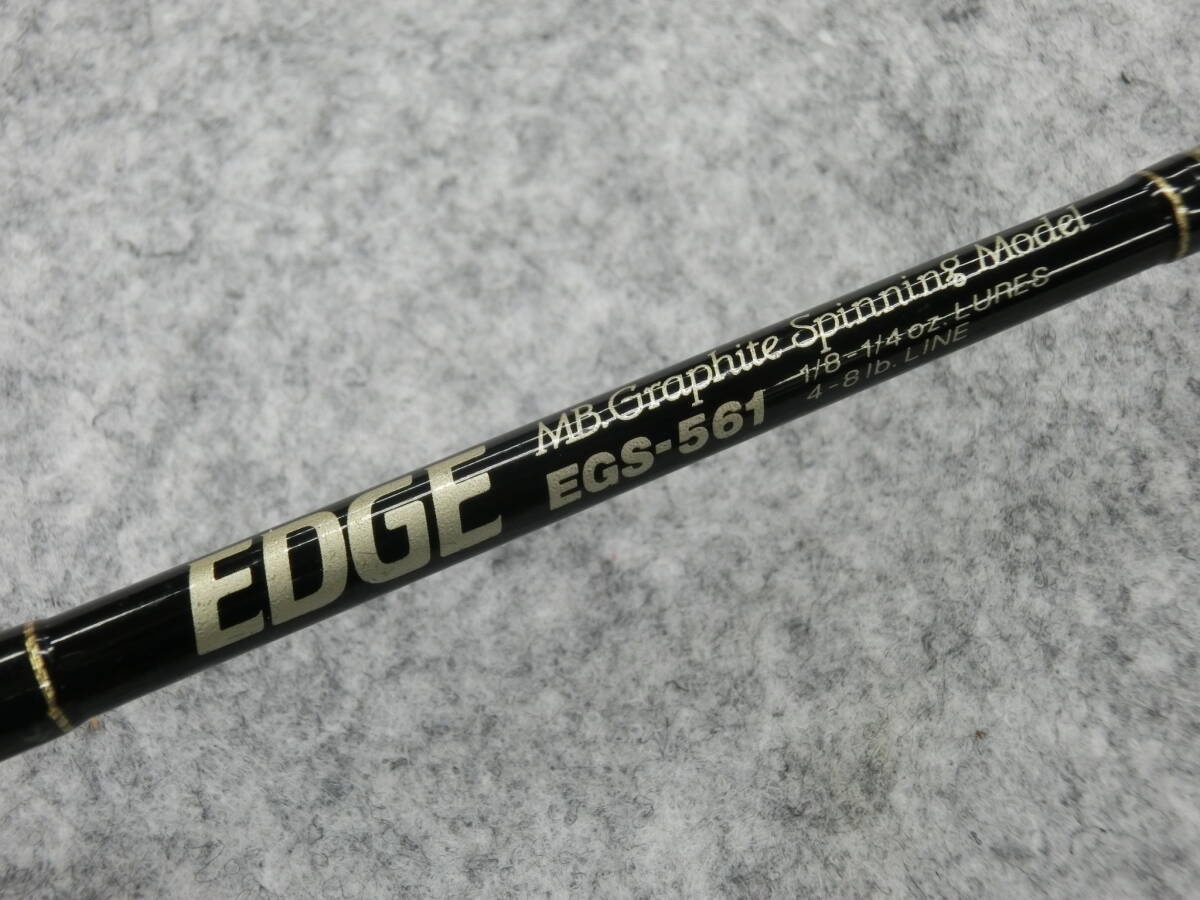 EDGE
MB.Graphite Spinning Model
EGS-561
1/8-1/4 oz. LURES
4-8 lb. LINE